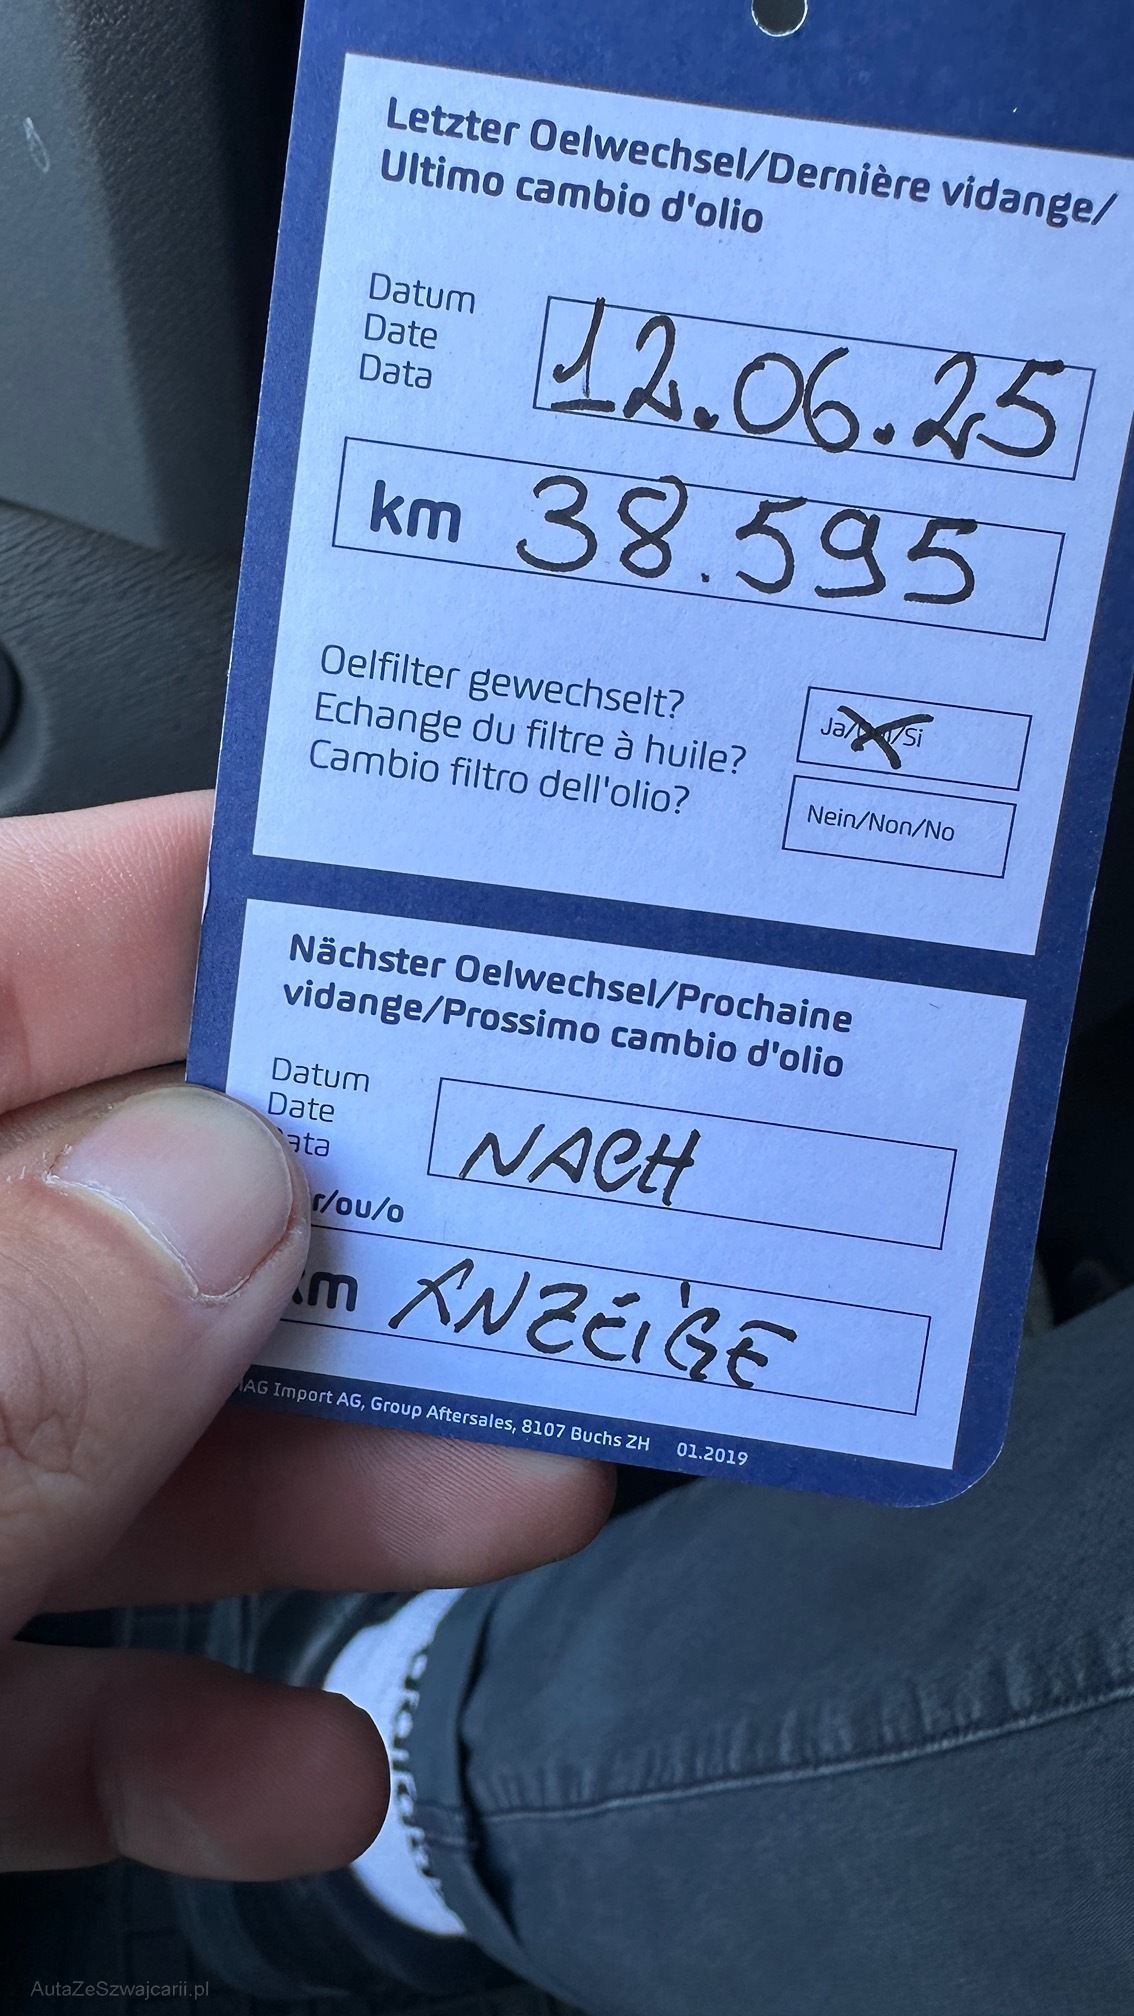 Letzter Oelwechsel/Dernière vidange/
Ultimo cambio d'olio
Datum
Date
Data
12.06.25
km 38.595
Oelfilter gewechselt?
Echange du filtre à huile?
Cambio filtro dell'olio?
Ja/ /Si
Nein/Non/No
Nächster Oelwechsel/Prochaine
vidange/Prossimo cambio d'olio
Datum
Date
ata
NACH
r/ou/o
km ANZEIGE
AG Import AG, Group Aftersales, 8107 Buchs ZH 01.2019
AutaZeSzwajcarii.pl